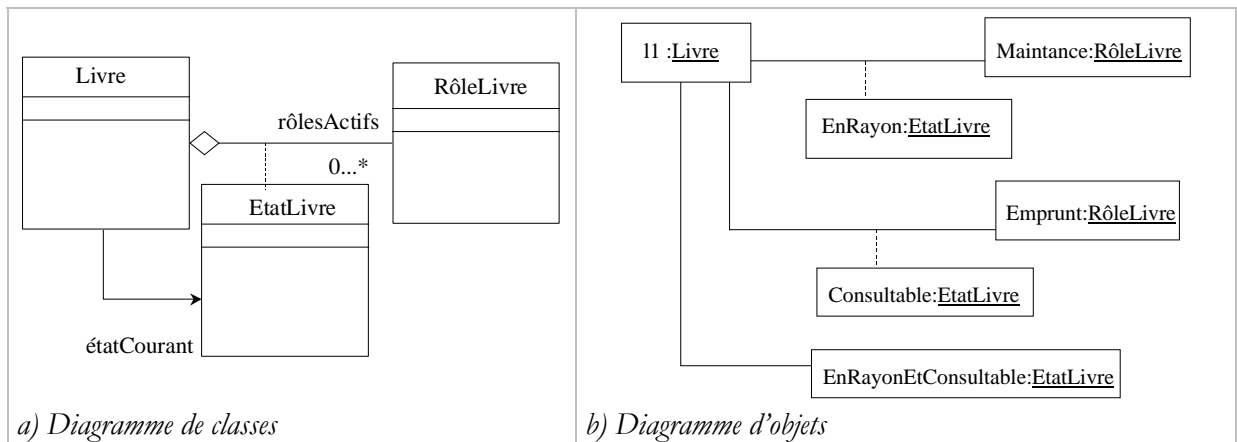 Livre
RôleLivre
rôlesActifs
0...*
EtatLivre
étatCourant
a) Diagramme de classes
l1 :Livre
Maintance:RôleLivre
EnRayon:EtatLivre
Emprunt:RôleLivre
Consultable:EtatLivre
EnRayonEtConsultable:EtatLivre
b) Diagramme d'objets